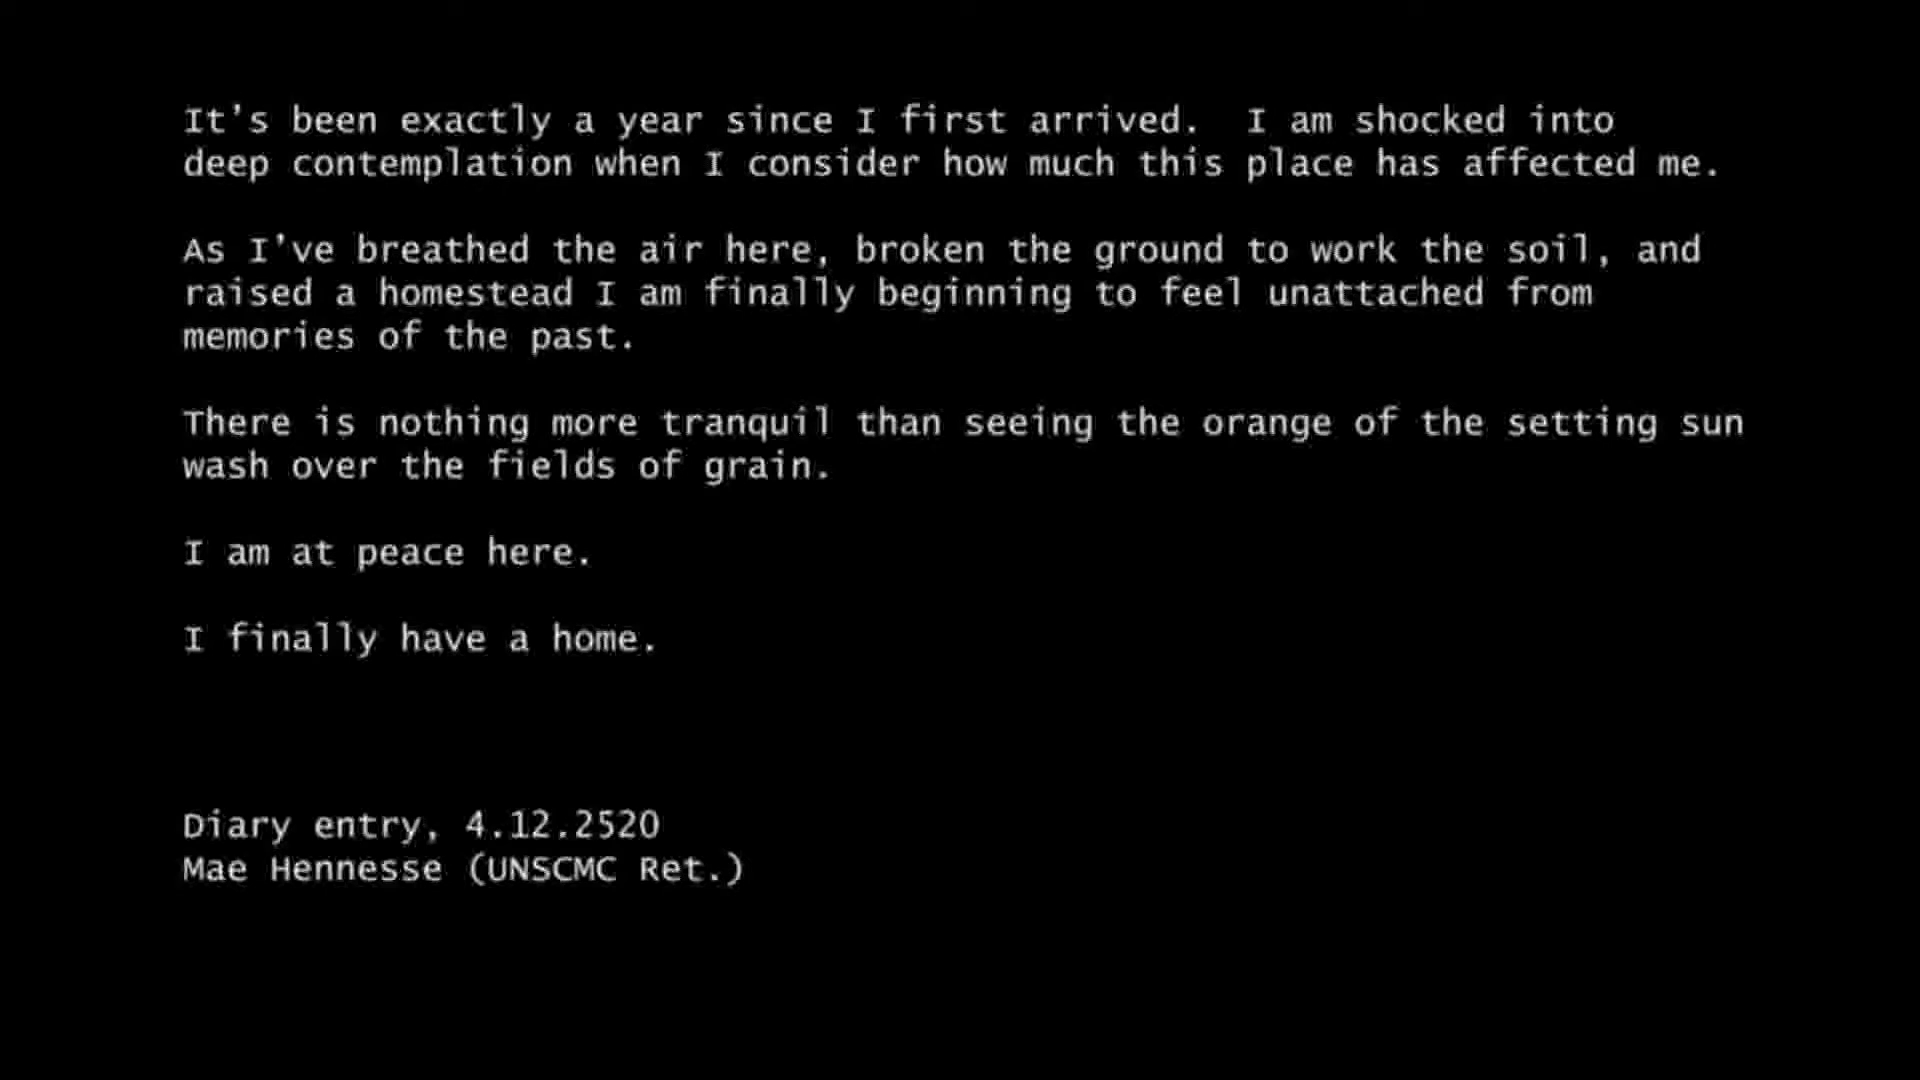 It’s been exactly a year since I first arrived.  I am shocked into
deep contemplation when I consider how much this place has affected me.
As I’ve breathed the air here, broken the ground to work the soil, and
raised a homestead I am finally beginning to feel unattached from
memories of the past.
There is nothing more tranquil than seeing the orange of the setting sun
wash over the fields of grain.
I am at peace here.
I finally have a home.
Diary entry, 4.12.2520
Mae Hennesse (UNSCMC Ret.)